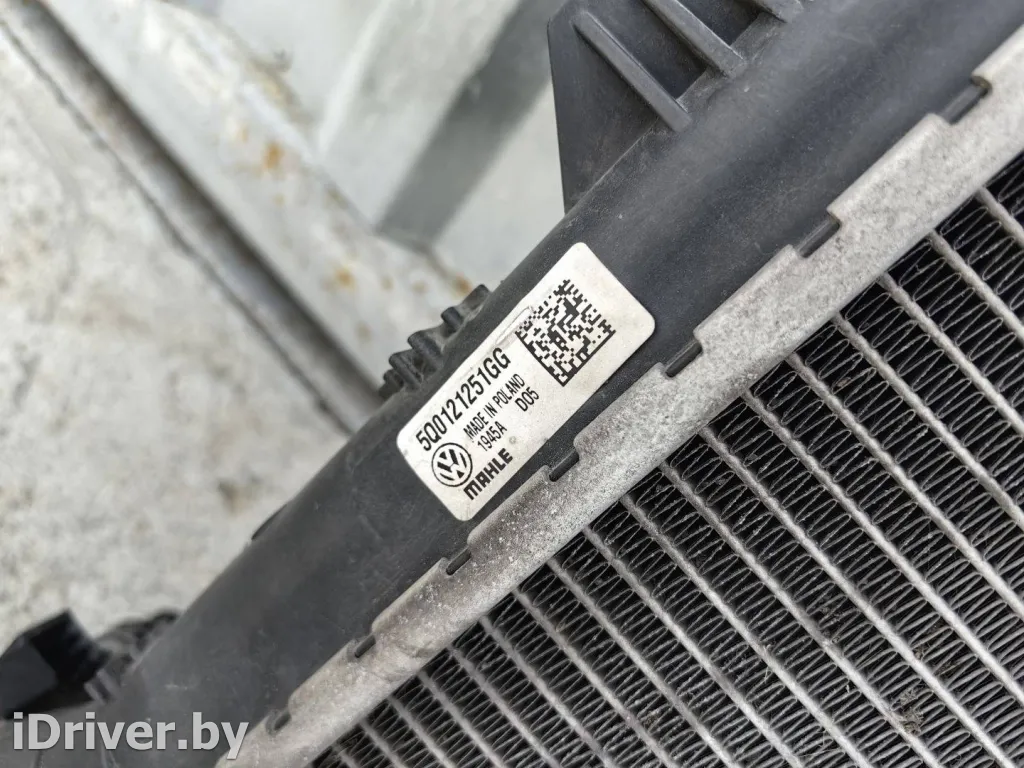 5Q0121251GG
MADE IN POLAND
1945A D05
MAHLE
iDriver.by